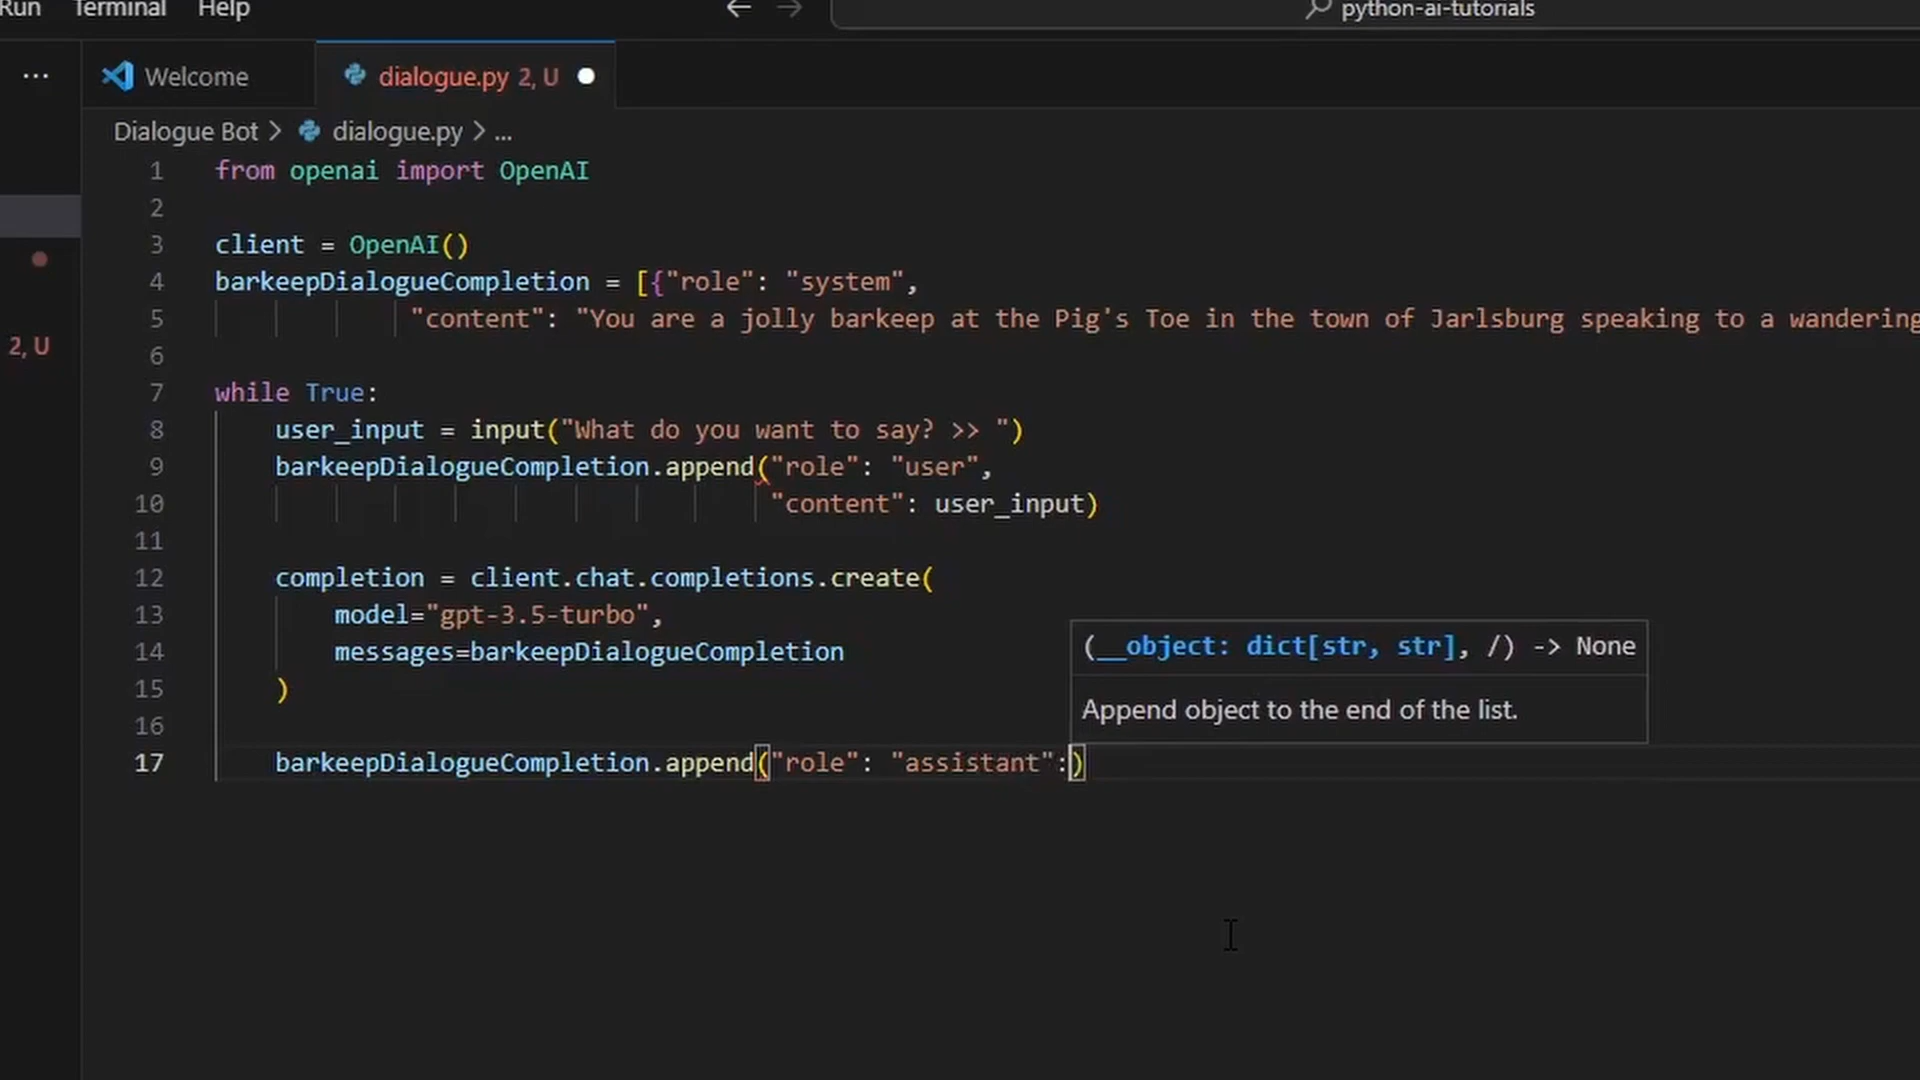 Run Terminal Help ← → python-ai-tutorials
... Welcome dialogue.py 2, U
Dialogue Bot > dialogue.py > ...
1 from openai import OpenAI
2
3 client = OpenAI()
4 barkeepDialogueCompletion = [{"role": "system",
5 "content": "You are a jolly barkeep at the Pig's Toe in the town of Jarlsburg speaking to a wandering
2, U
6
7 while True:
8 user_input = input("What do you want to say? >> ")
9 barkeepDialogueCompletion.append("role": "user",
10 "content": user_input)
11
12 completion = client.chat.completions.create(
13 model="gpt-3.5-turbo",
14 messages=barkeepDialogueCompletion
15 )
16
17 barkeepDialogueCompletion.append("role": "assistant":)
(__object: dict[str, str], /) -> None
Append object to the end of the list.